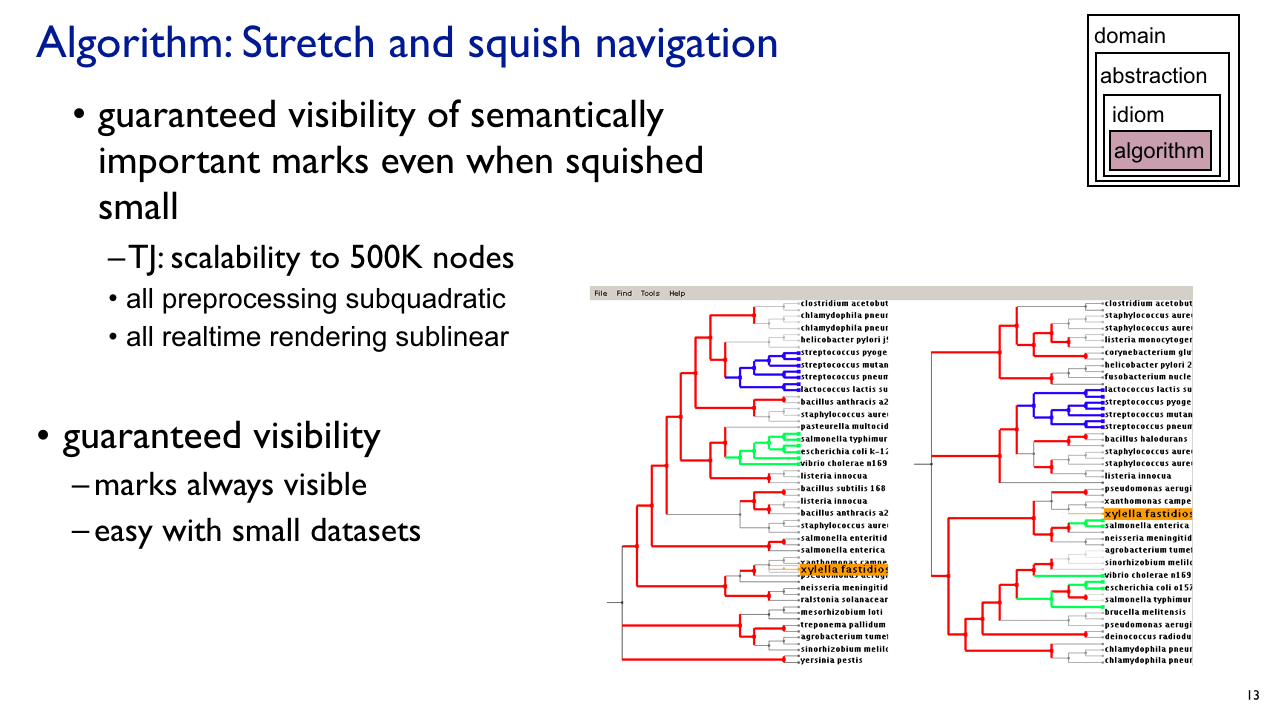 Algorithm: Stretch and squish navigation
• guaranteed visibility of semantically
important marks even when squished
small
–TJ: scalability to 500K nodes
• all preprocessing subquadratic
• all realtime rendering sublinear
• guaranteed visibility
–marks always visible
–easy with small datasets
domain
abstraction
idiom
algorithm
File Find Tools Help
clostridium acetobut
chlamydophila pneur
chlamydophila pneur
helicobacter pylori j9
streptococcus pyoge
streptococcus mutan
streptococcus pneum
lactococcus lactis su
bacillus anthracis a2
staphylococcus aure
pasteurella multocid
salmonella typhimur
escherichia coli k-12
vibrio cholerae n169
listeria innocua
bacillus subtilis 168
listeria innocua
bacillus anthracis a2
staphylococcus aure
salmonella enteritid
salmonella enterica
xanthomonas campe
xylella fastidios
pseudomonas aerugi
neisseria meningitid
ralstonia solanacear
mesorhizobium loti
treponema pallidum
agrobacterium tumef
sinorhizobium melilo
yersinia pestis
clostridium acetobut
staphylococcus aure
staphylococcus aure
listeria monocytoger
corynebacterium glu
helicobacter pylori 2
fusobacterium nucle
lactococcus lactis su
streptococcus pyoge
streptococcus mutan
streptococcus pneum
bacillus halodurans
staphylococcus aure
staphylococcus aure
listeria innocua
pseudomonas aerugi
xanthomonas campe
xylella fastidios
salmonella enterica
neisseria meningitid
agrobacterium tumef
sinorhizobium melilo
vibrio cholerae n169
escherichia coli o157
salmonella typhimur
brucella melitensis
pseudomonas aerugi
deinococcus radiodu
chlamydophila pneur
chlamydophila pneur
13